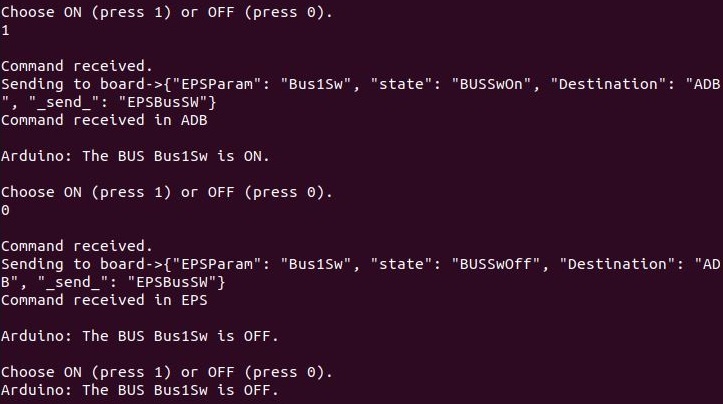 Choose ON (press 1) or OFF (press 0).
1
Command received.
Sending to board->{"EPSParam": "Bus1Sw", "state": "BUSSwOn", "Destination": "ADB
", "_send_": "EPSBusSW"}
Command received in ADB
Arduino: The BUS Bus1Sw is ON.
Choose ON (press 1) or OFF (press 0).
0
Command received.
Sending to board->{"EPSParam": "Bus1Sw", "state": "BUSSwOff", "Destination": "AD
B", "_send_": "EPSBusSW"}
Command received in EPS
Arduino: The BUS Bus1Sw is OFF.
Choose ON (press 1) or OFF (press 0).
Arduino: The BUS Bus1Sw is OFF.